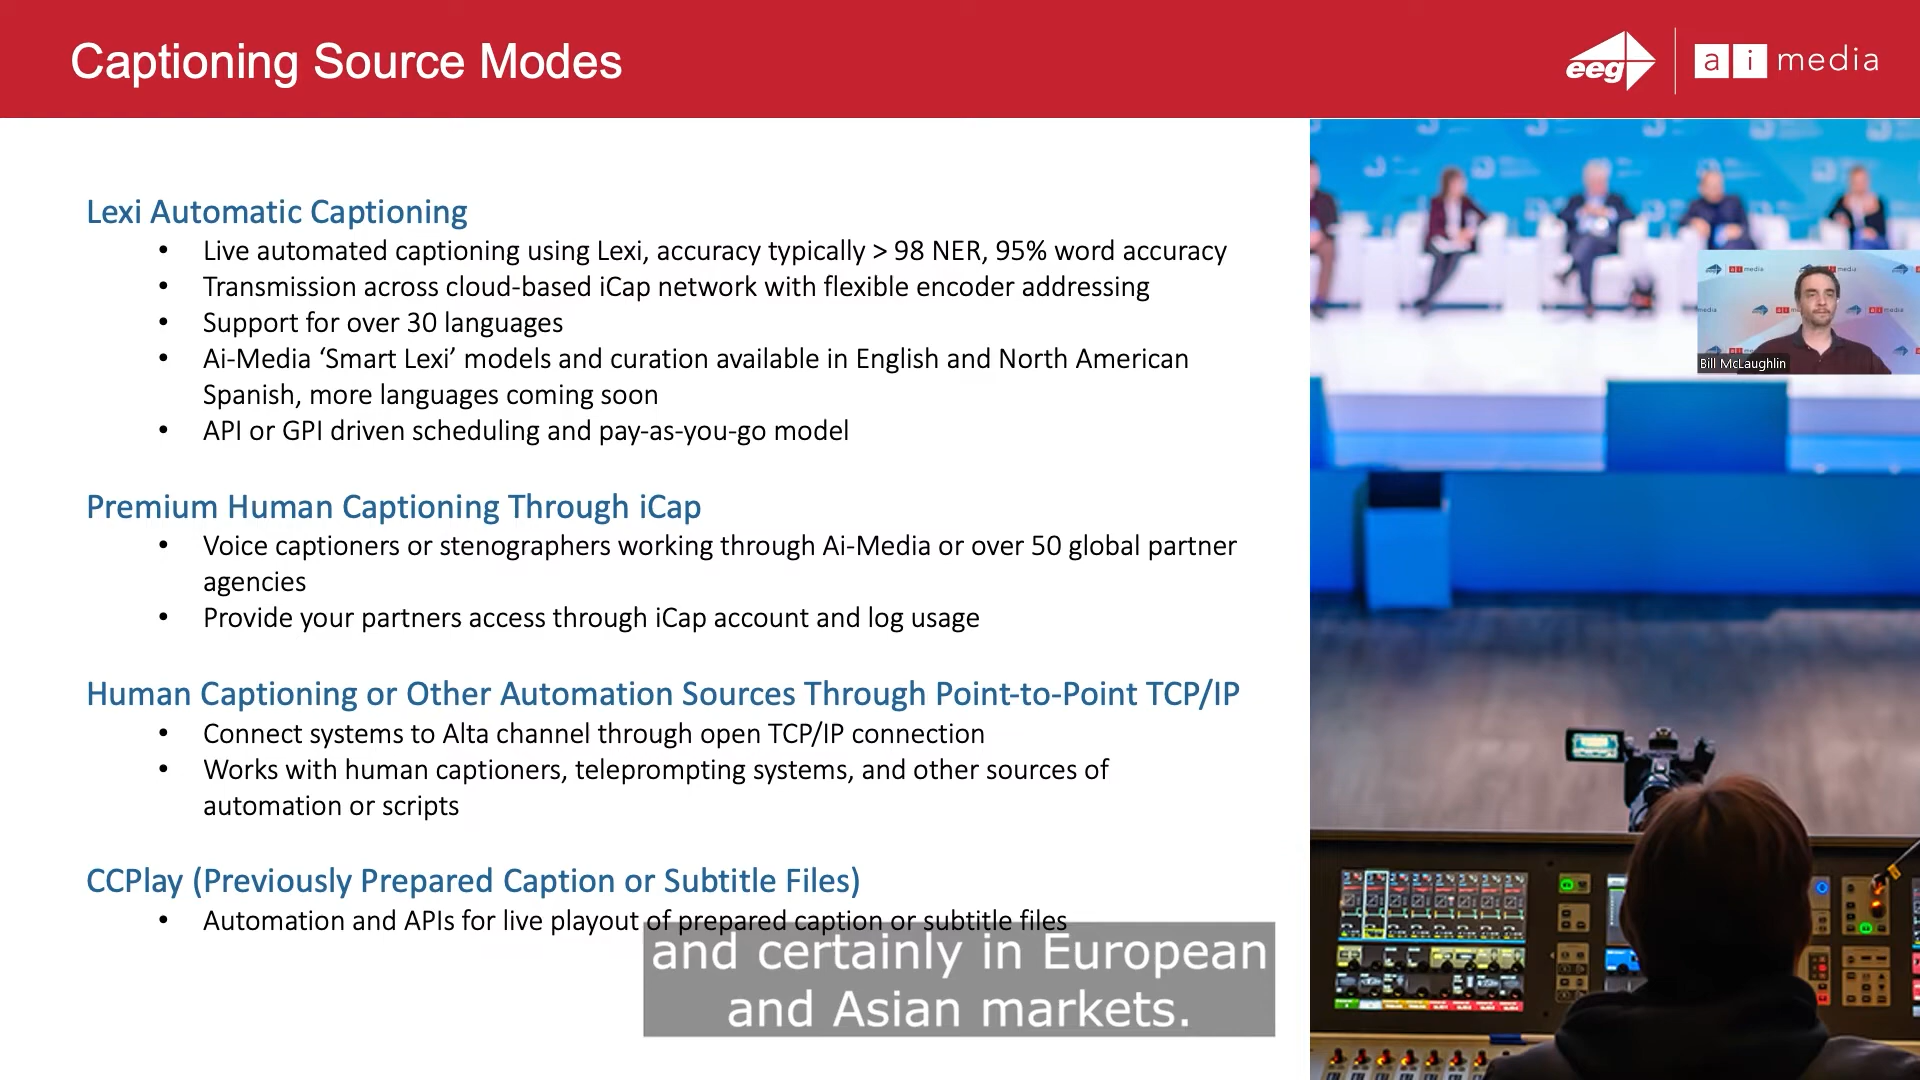 Captioning Source Modes
eeg
ai media
Lexi Automatic Captioning
• Live automated captioning using Lexi, accuracy typically > 98 NER, 95% word accuracy
• Transmission across cloud-based iCap network with flexible encoder addressing
• Support for over 30 languages
• Ai-Media ‘Smart Lexi’ models and curation available in English and North American
Spanish, more languages coming soon
• API or GPI driven scheduling and pay-as-you-go model
Premium Human Captioning Through iCap
• Voice captioners or stenographers working through Ai-Media or over 50 global partner
agencies
• Provide your partners access through iCap account and log usage
Human Captioning or Other Automation Sources Through Point-to-Point TCP/IP
• Connect systems to Alta channel through open TCP/IP connection
• Works with human captioners, teleprompting systems, and other sources of
automation or scripts
CCPlay (Previously Prepared Caption or Subtitle Files)
• Automation and APIs for live playout of prepared caption or subtitle files
and certainly in European
and Asian markets.
Bill McLaughlin